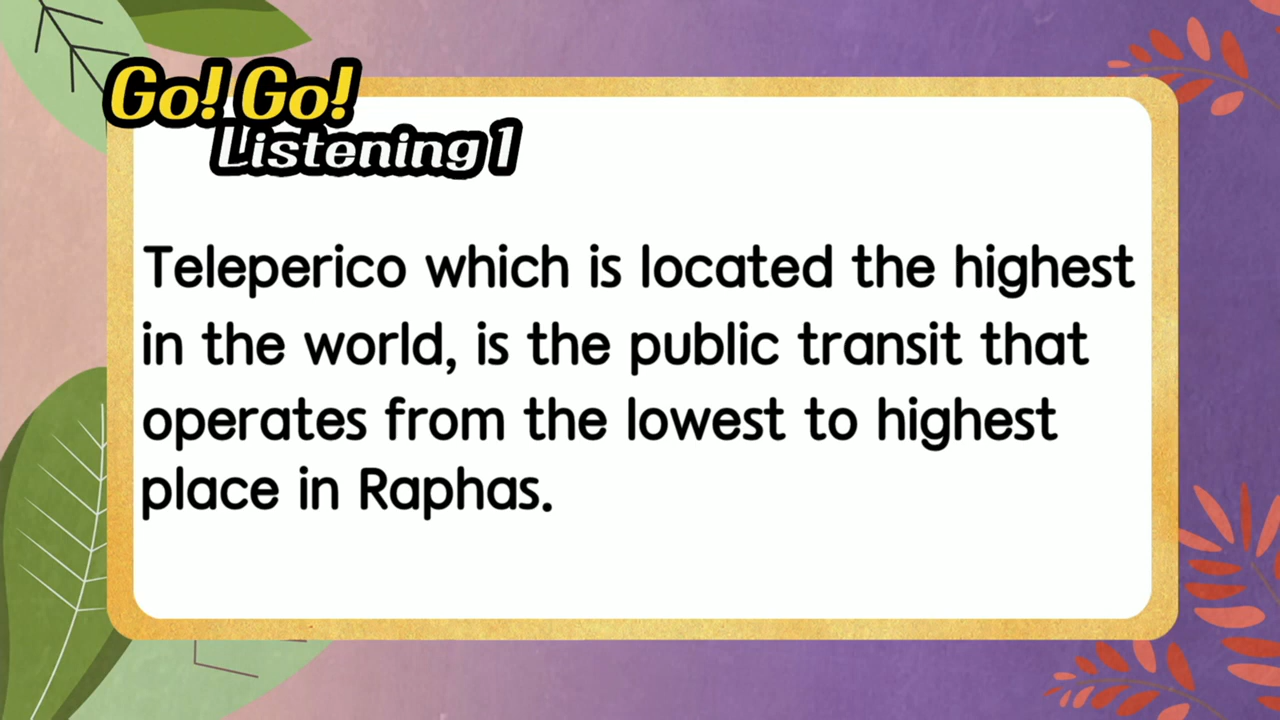 Go! Go!
Listening 1
Teleperico which is located the highest
in the world, is the public transit that
operates from the lowest to highest
place in Raphas.